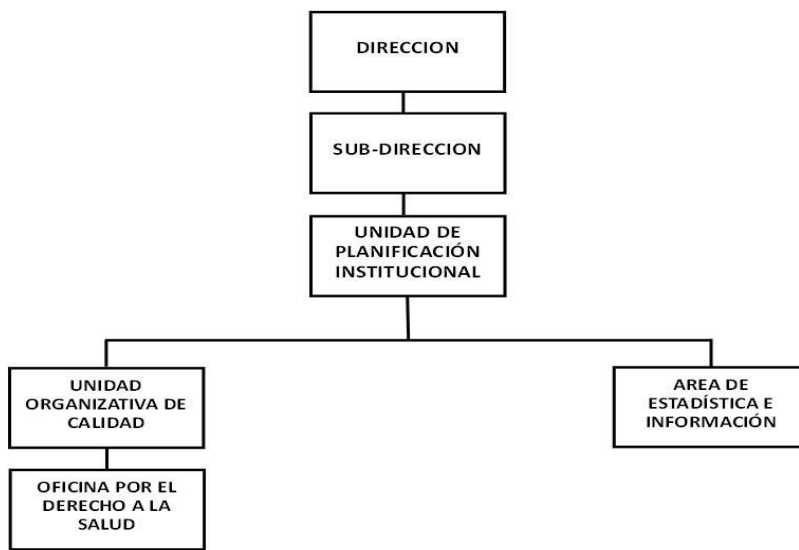 DIRECCION
SUB-DIRECCION
UNIDAD DE
PLANIFICACIÓN
INSTITUCIONAL
UNIDAD
ORGANIZATIVA DE
CALIDAD
AREA DE
ESTADÍSTICA E
INFORMACIÓN
OFICINA POR EL
DERECHO A LA
SALUD